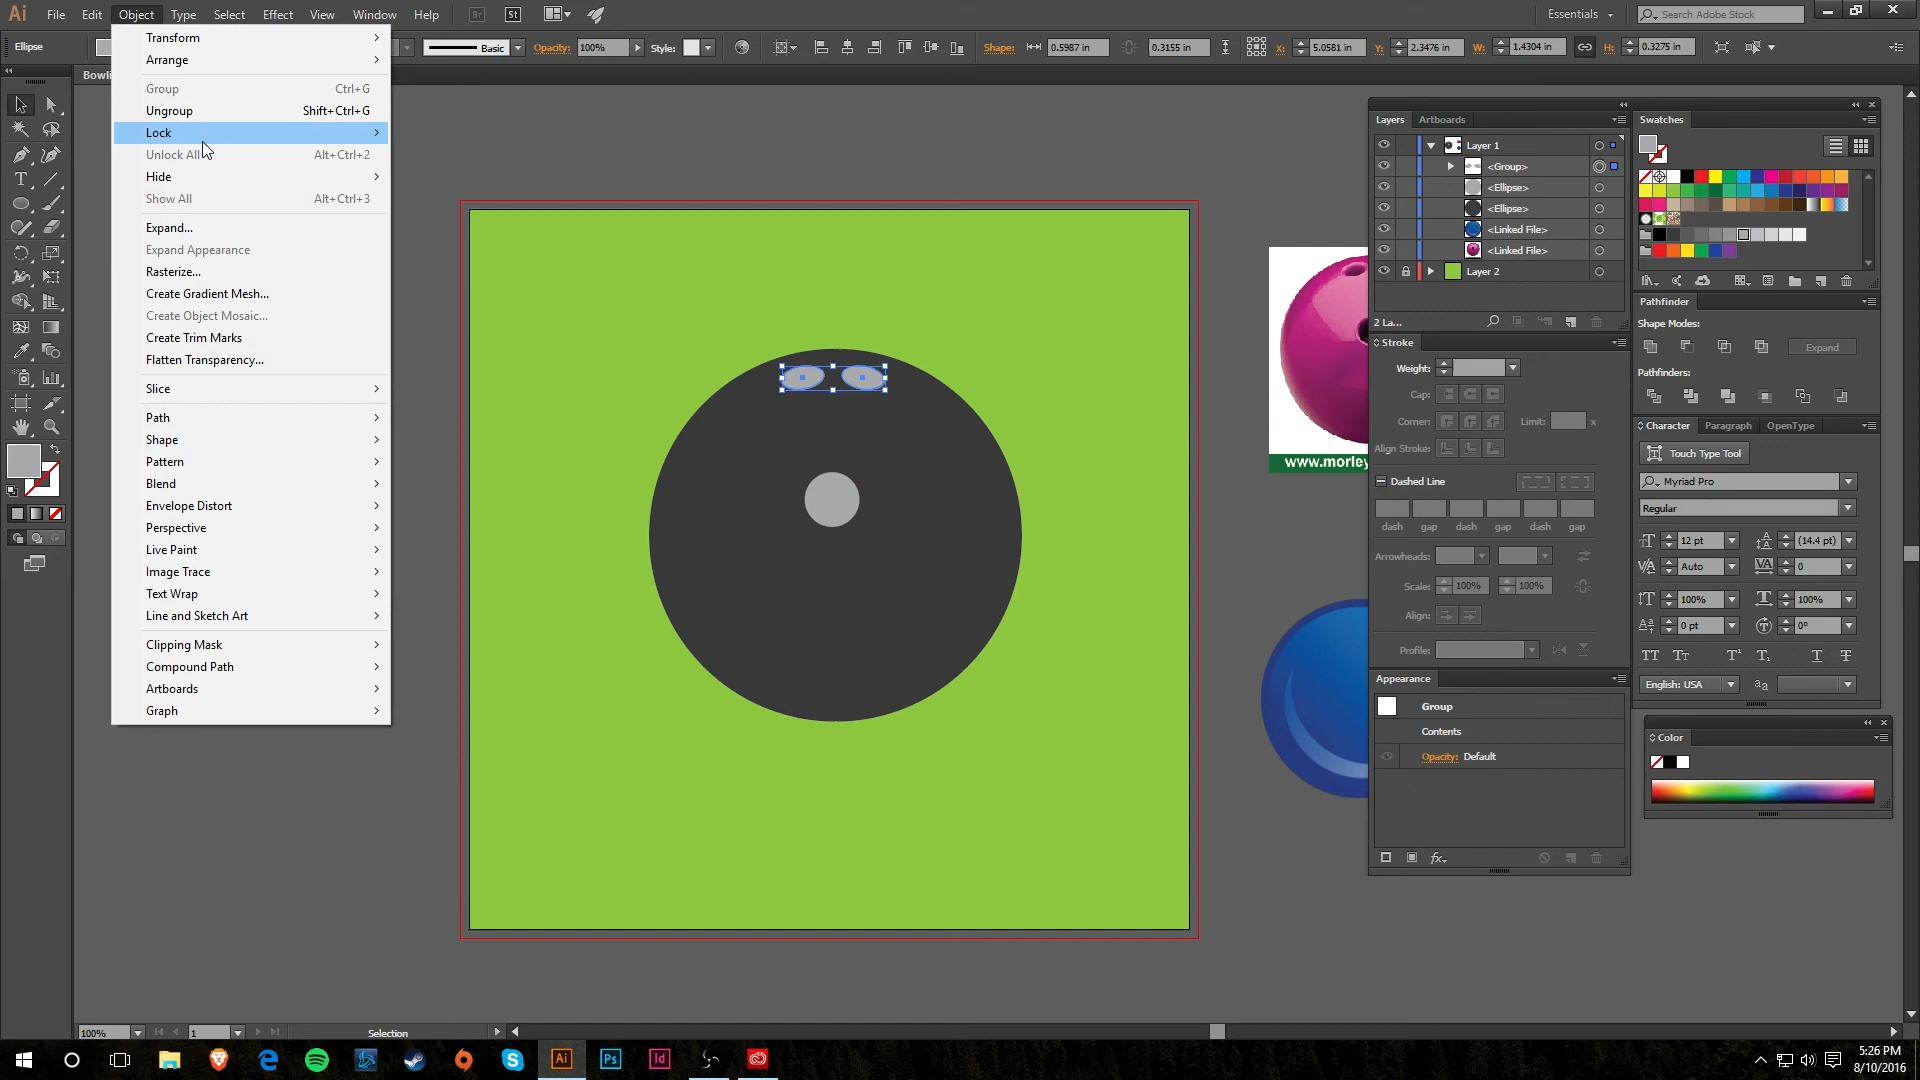 Ai File Edit Object Type Select Effect View Window Help Br St Essentials Search Adobe Stock
Ellipse Basic Opacity: 100% Style: Shape: 0.5987 in 0.3155 in X: 5.0581 in Y: 2.3476 in W: 1.4304 in H: 0.3275 in
Bowli
Transform
Arrange
Group Ctrl+G
Ungroup Shift+Ctrl+G
Lock
Unlock All Alt+Ctrl+2
Hide
Show All Alt+Ctrl+3
Expand...
Expand Appearance
Rasterize...
Create Gradient Mesh...
Create Object Mosaic...
Create Trim Marks
Flatten Transparency...
Slice
Path
Shape
Pattern
Blend
Envelope Distort
Perspective
Live Paint
Image Trace
Text Wrap
Line and Sketch Art
Clipping Mask
Compound Path
Artboards
Graph
www.morley
Layers Artboards
Layer 1
<Group>
<Ellipse>
<Ellipse>
<Linked File>
<Linked File>
Layer 2
2 La...
Stroke
Weight:
Cap:
Corner: Limit: x
Align Stroke:
Dashed Line
dash gap dash gap dash gap
Arrowheads:
Scale: 100% 100%
Align:
Profile:
Appearance
Group
Contents
Opacity: Default
fx
Swatches
Pathfinder
Shape Modes:
Expand
Pathfinders:
Character Paragraph OpenType
Touch Type Tool
Myriad Pro
Regular
12 pt (14.4 pt)
Auto 0
100% 100%
0 pt 0°
English: USA
Color
100% 1 Selection
Ai Ps Id
5:26 PM
8/10/2016